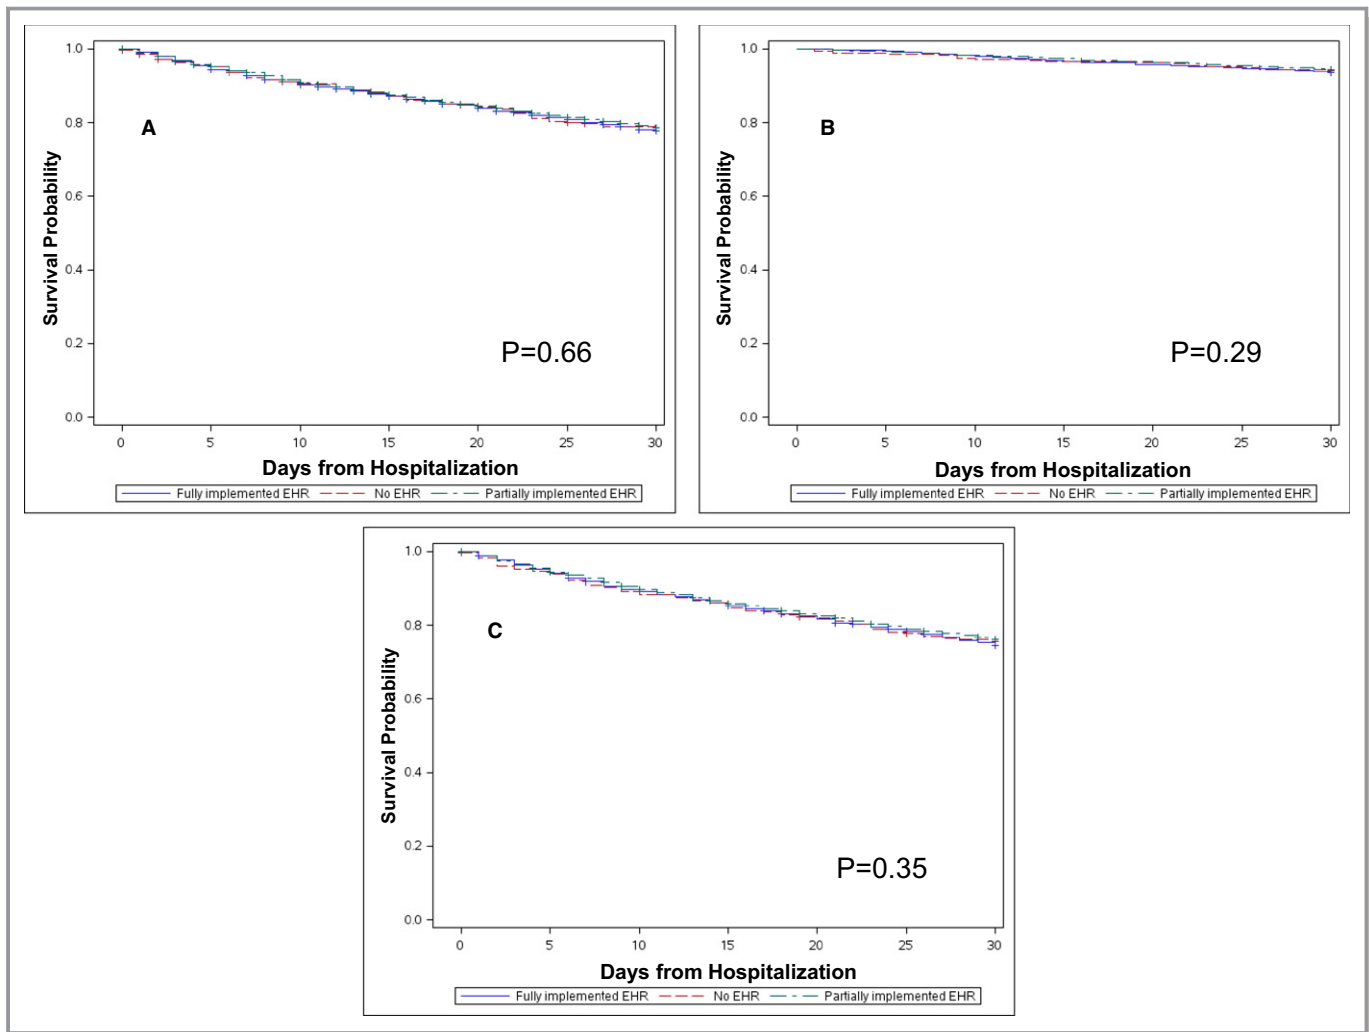 1.0
0.8
0.6
0.4
0.2
0.0
Survival Probability
A
P=0.66
0 5 10 15 20 25 30
Days from Hospitalization
Fully implemented EHR No EHR Partially implemented EHR
1.0
0.8
0.6
0.4
0.2
0.0
Survival Probability
B
P=0.29
0 5 10 15 20 25 30
Days from Hospitalization
Fully implemented EHR No EHR Partially implemented EHR
1.0
0.8
0.6
0.4
0.2
0.0
Survival Probability
C
P=0.35
0 5 10 15 20 25 30
Days from Hospitalization
Fully implemented EHR No EHR Partially implemented EHR